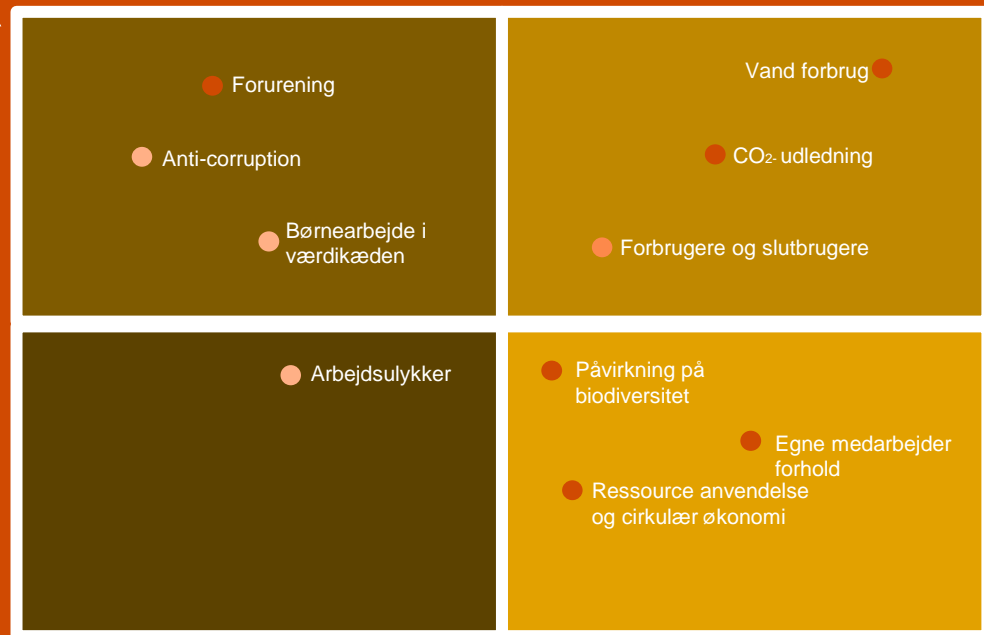 Forurening
Anti-corruption
Børnearbejde i
værdikæden
Vand forbrug
CO2- udledning
Forbrugere og slutbrugere
Arbejdsulykker
Påvirkning på
biodiversitet
Egne medarbejder
forhold
Ressource anvendelse
og cirkulær økonomi